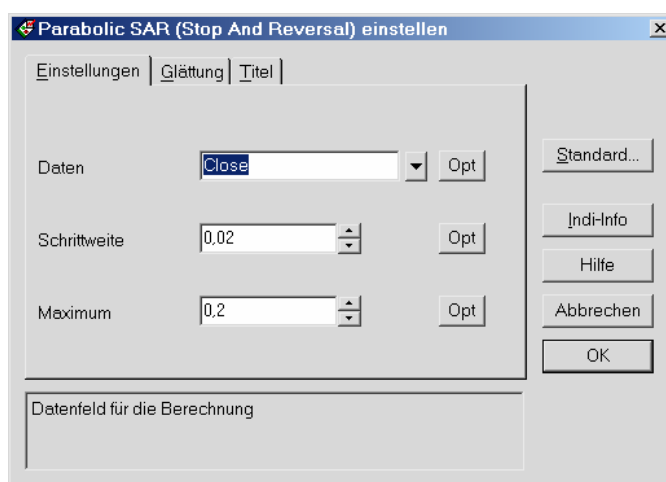 Parabolic SAR (Stop And Reversal) einstellen
Einstellungen Glättung Titel
Daten Close Opt
Schrittweite 0,02 Opt
Maximum 0,2 Opt
Standard...
Indi-Info
Hilfe
Abbrechen
OK
Datenfeld für die Berechnung